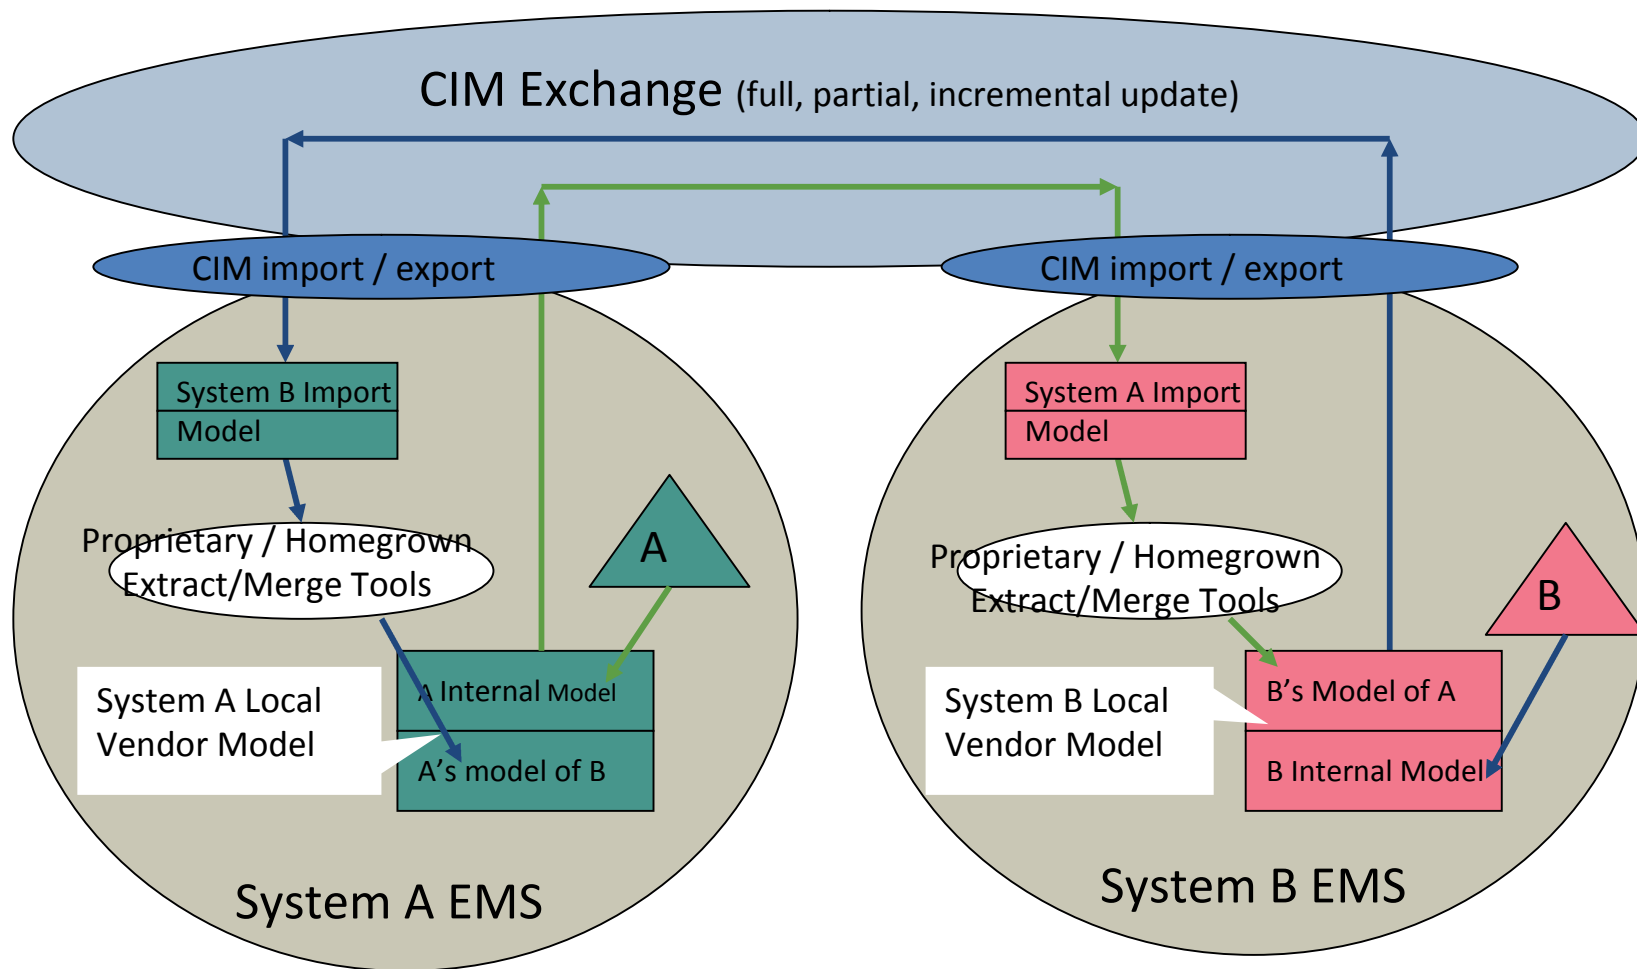 CIM Exchange (full, partial, incremental update)
CIM import / export
CIM import / export
System B Import
Model
System A Import
Model
Proprietary / Homegrown
Extract/Merge Tools
A
Proprietary / Homegrown
Extract/Merge Tools
B
System A Local
Vendor Model
A Internal Model
A's model of B
System B Local
Vendor Model
B's Model of A
B Internal Model
System A EMS
System B EMS